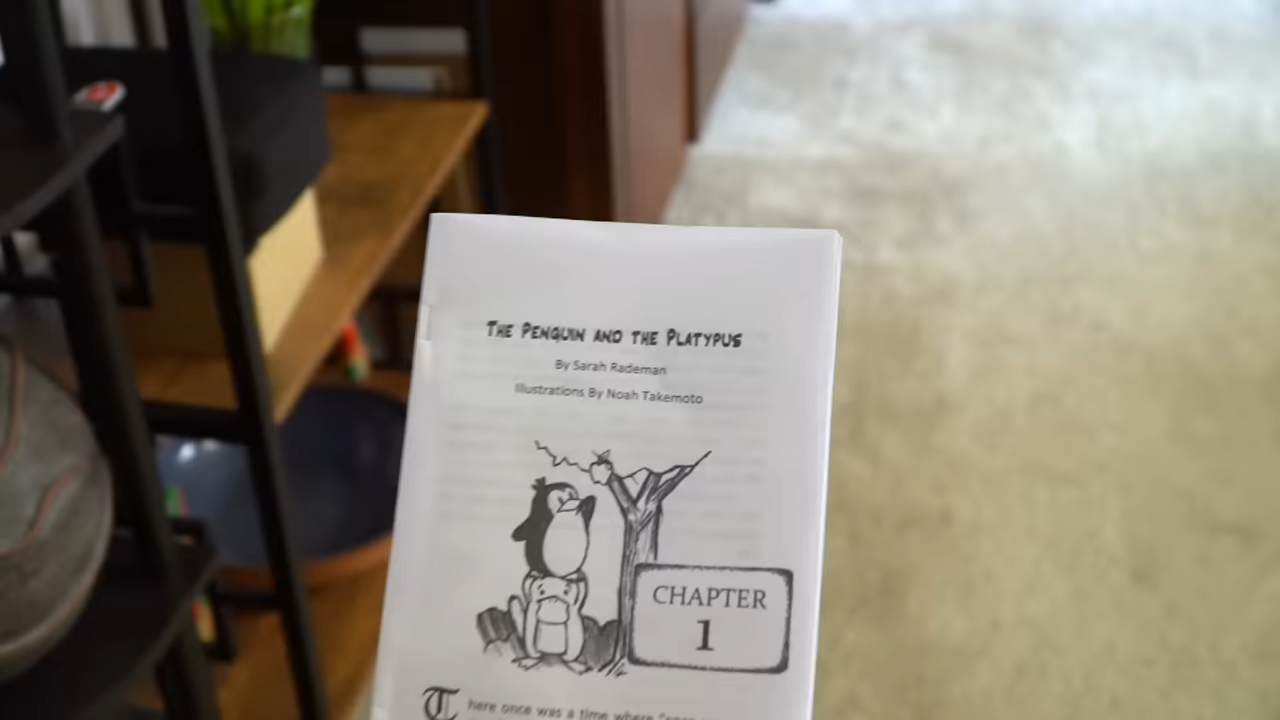 THE PENGUIN AND THE PLATYPUS
By Sarah Rademan
Illustrations By Noah Takemoto
CHAPTER
1
There once was a time where